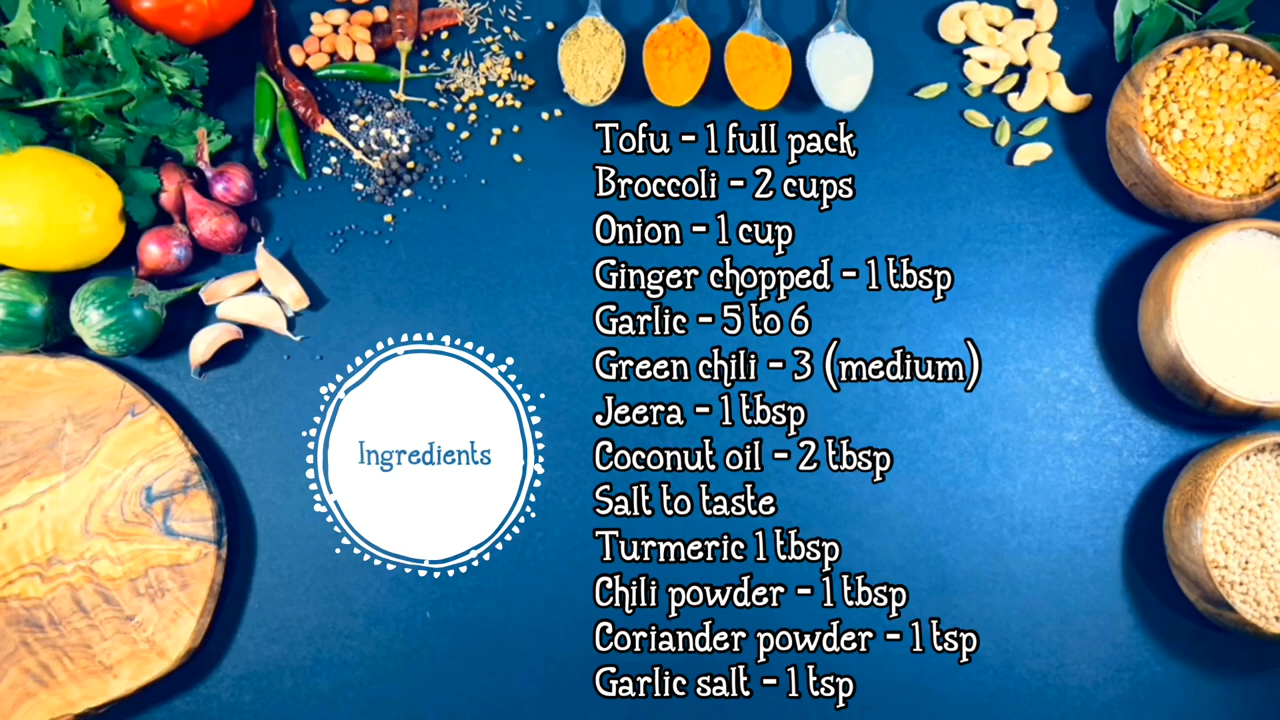 Ingredients
Tofu - 1 full pack
Broccoli - 2 cups
Onion - 1 cup
Ginger chopped - 1 tbsp
Garlic - 5 to 6
Green chili - 3 (medium)
Jeera - 1 tbsp
Coconut oil - 2 tbsp
Salt to taste
Turmeric 1 tbsp
Chili powder - 1 tbsp
Coriander powder - 1 tsp
Garlic salt - 1 tsp